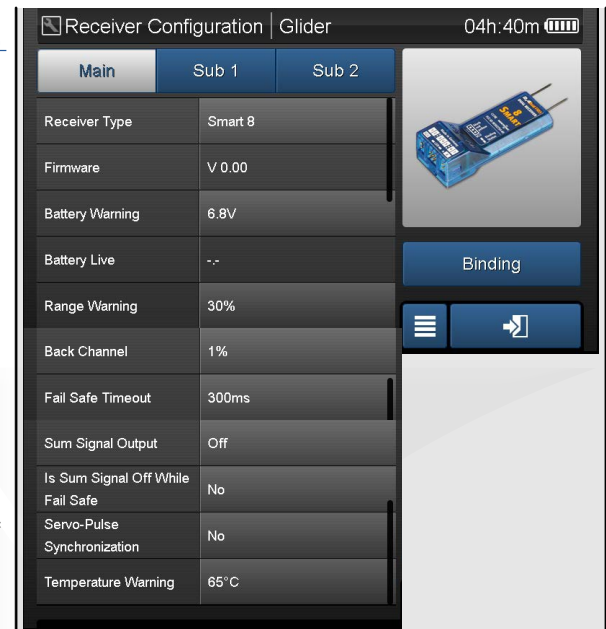 Receiver Configuration | Glider 04h:40m
Main Sub 1 Sub 2
Receiver Type Smart 8
Firmware V 0.00
Battery Warning 6.8V
Battery Live -.-
Range Warning 30%
Back Channel 1%
Fail Safe Timeout 300ms
Sum Signal Output Off
Is Sum Signal Off While
Fail Safe No
Servo-Pulse
Synchronization No
Temperature Warning 65°C
8
SMART
Binding